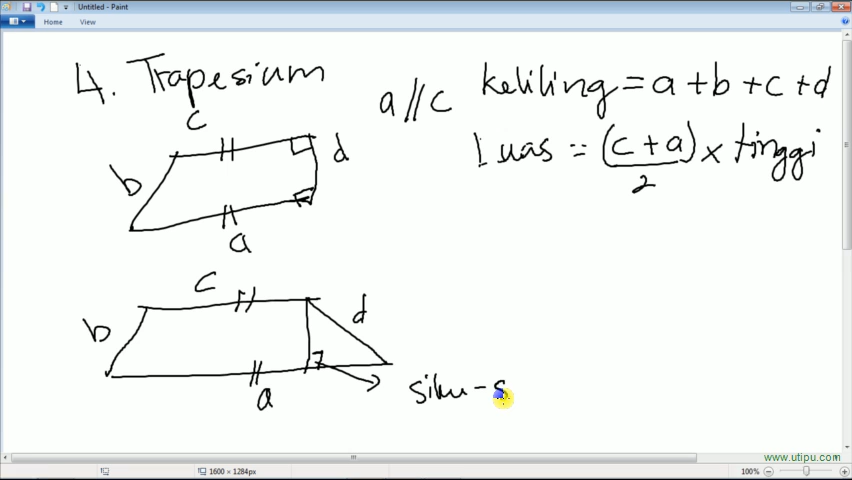 Untitled - Paint
Home View
4. Trapesium
a // c
keliling = a + b + c + d
Luas = (c + a) × tinggi
2
c
b
d
a
c
b
d
a
siku - s
www.utipu.com
1600 × 1284px
100%